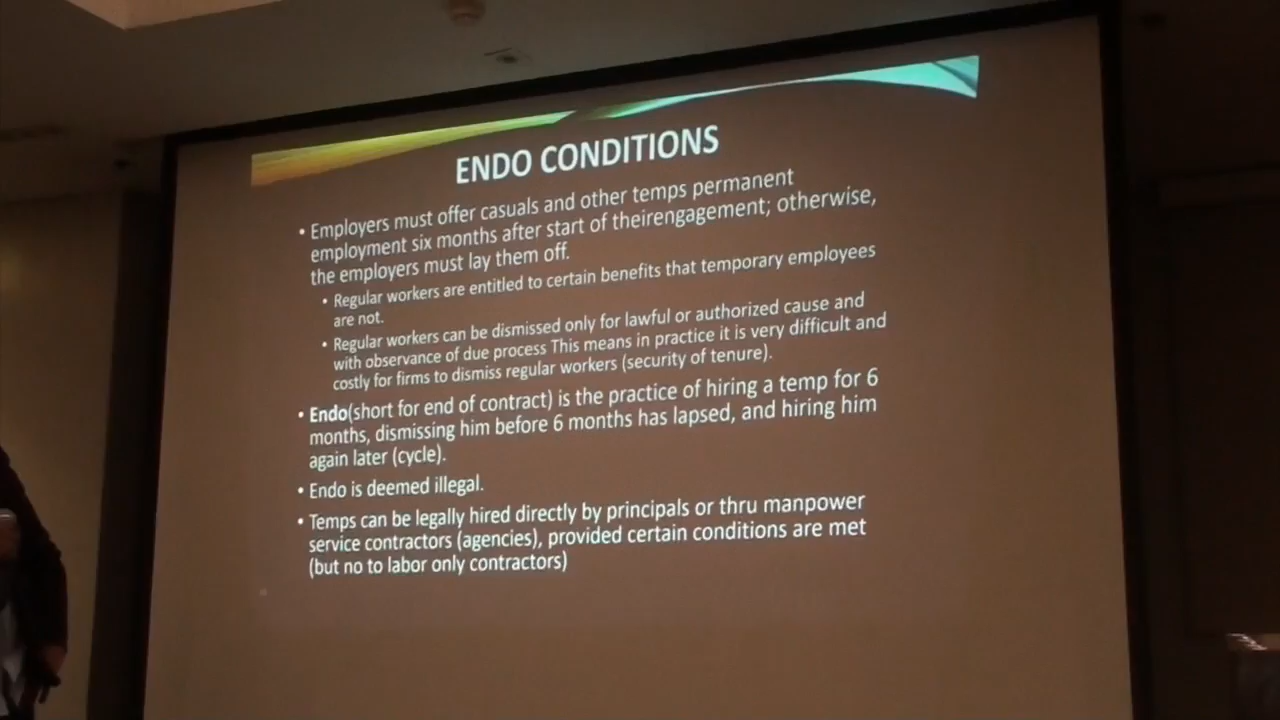 ENDO CONDITIONS
• Employers must offer casuals and other temps permanent
employment six months after start of theirengagement; otherwise,
the employers must lay them off.
• Regular workers are entitled to certain benefits that temporary employees
are not.
• Regular workers can be dismissed only for lawful or authorized cause and
with observance of due process This means in practice it is very difficult and
costly for firms to dismiss regular workers (security of tenure).
• Endo(short for end of contract) is the practice of hiring a temp for 6
months, dismissing him before 6 months has lapsed, and hiring him
again later (cycle).
• Endo is deemed illegal.
• Temps can be legally hired directly by principals or thru manpower
service contractors (agencies), provided certain conditions are met
(but no to labor only contractors)